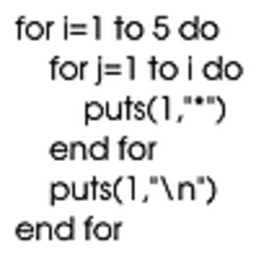 for i=1 to 5 do
for j=1 to i do
puts(1,"*")
end for
puts(1,"\n")
end for